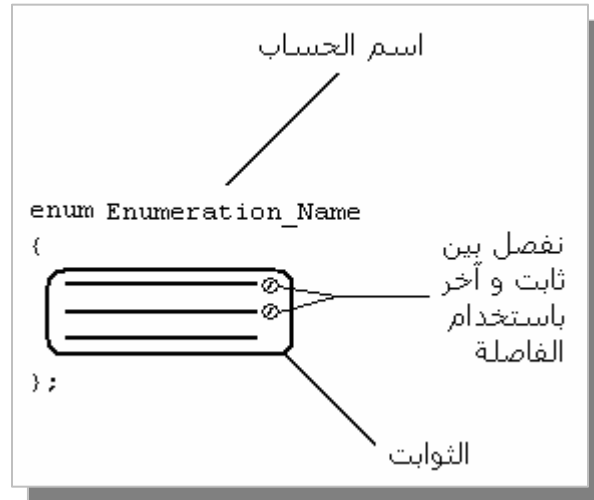 اسم الحساب
enum Enumeration_Name
{
نفصل بين
ثابت و آخر
باستخدام
الفاصلة
};
الثوابت